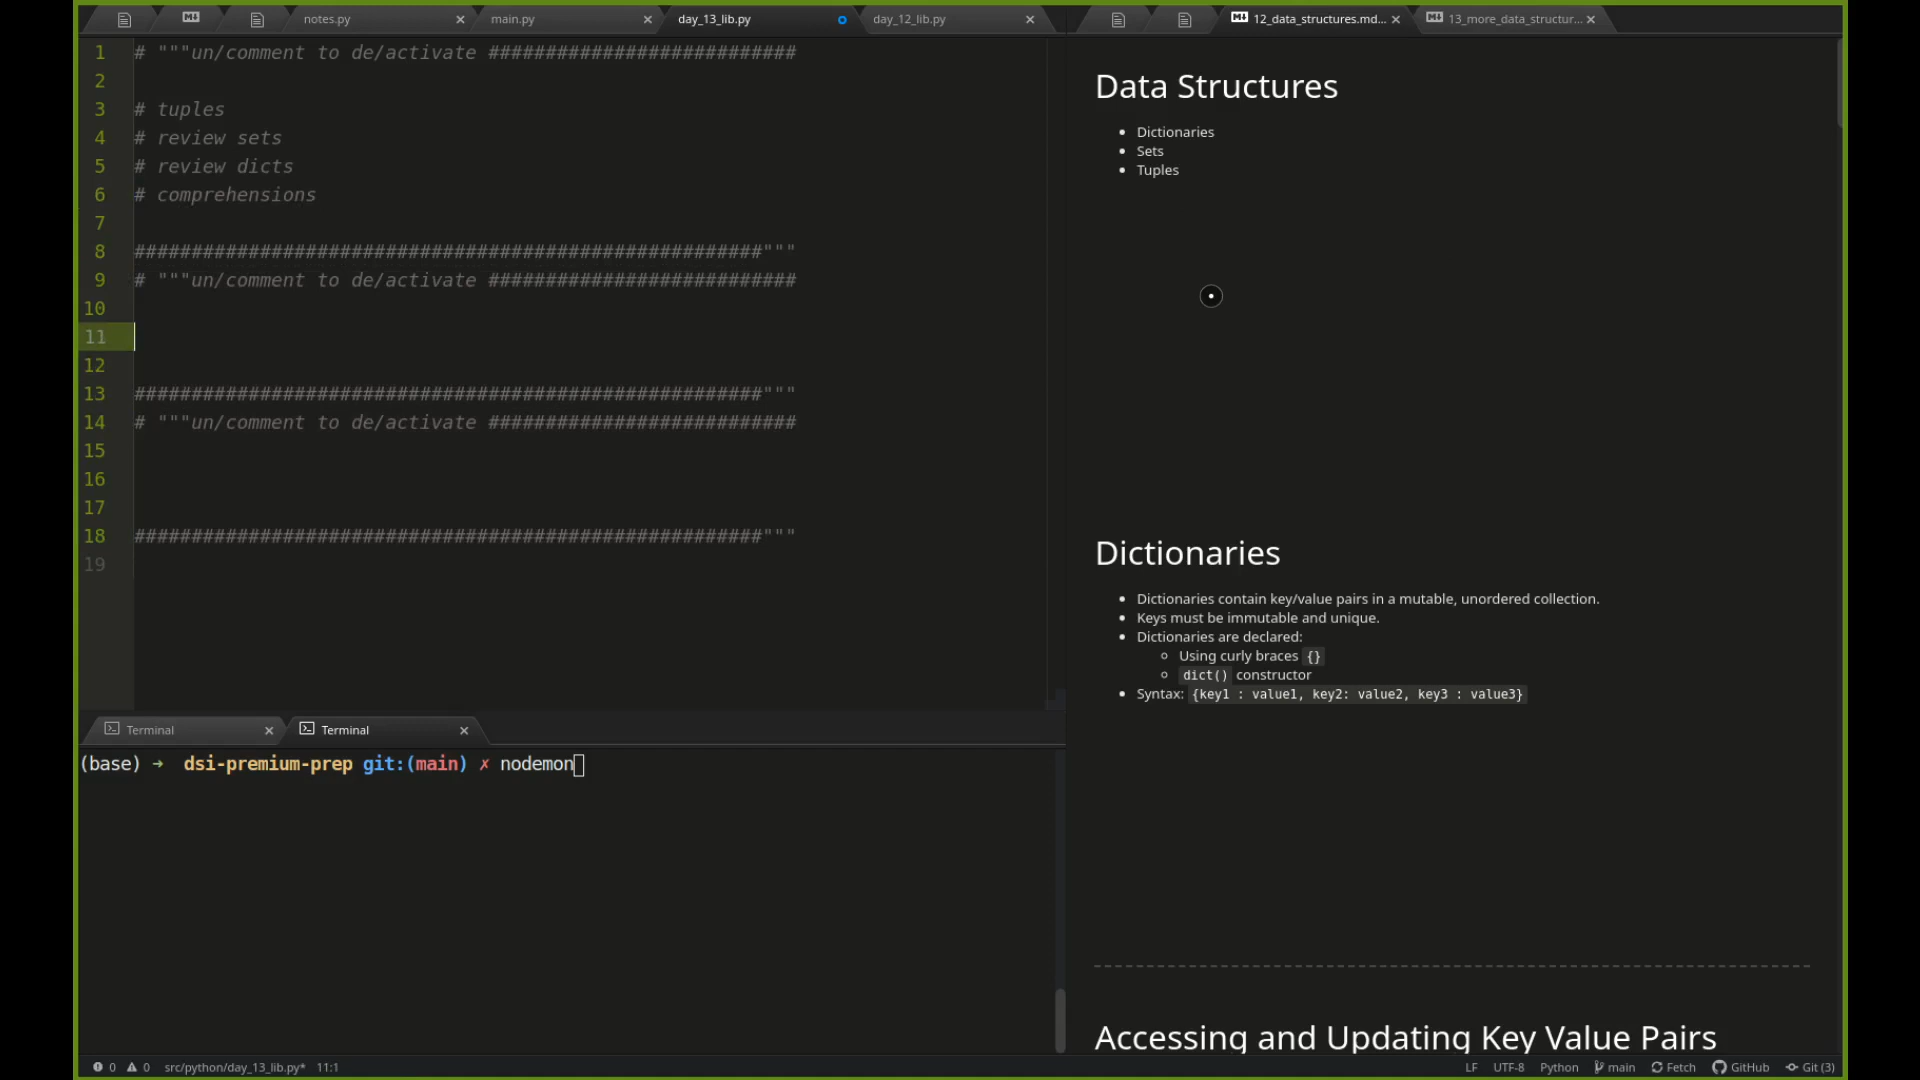 notes.py
main.py
day_13_lib.py
day_12_lib.py
12_data_structures.md...
13_more_data_structur...
1 # """un/comment to de/activate ###########################
2
3 # tuples
4 # review sets
5 # review dicts
6 # comprehensions
7
8 #######################################################"""
9 # """un/comment to de/activate ###########################
10
11
12
13 #######################################################"""
14 # """un/comment to de/activate ###########################
15
16
17
18 #######################################################"""
19
Terminal
Terminal
(base) ➜ dsi-premium-prep git:(main) ✗ nodemon
Data Structures
• Dictionaries
• Sets
• Tuples
Dictionaries
• Dictionaries contain key/value pairs in a mutable, unordered collection.
• Keys must be immutable and unique.
• Dictionaries are declared:
◦ Using curly braces {}
◦ dict() constructor
• Syntax: {key1 : value1, key2: value2, key3 : value3}
Accessing and Updating Key Value Pairs
0 0 src/python/day_13_lib.py* 11:1
LF UTF-8 Python main Fetch GitHub Git (3)